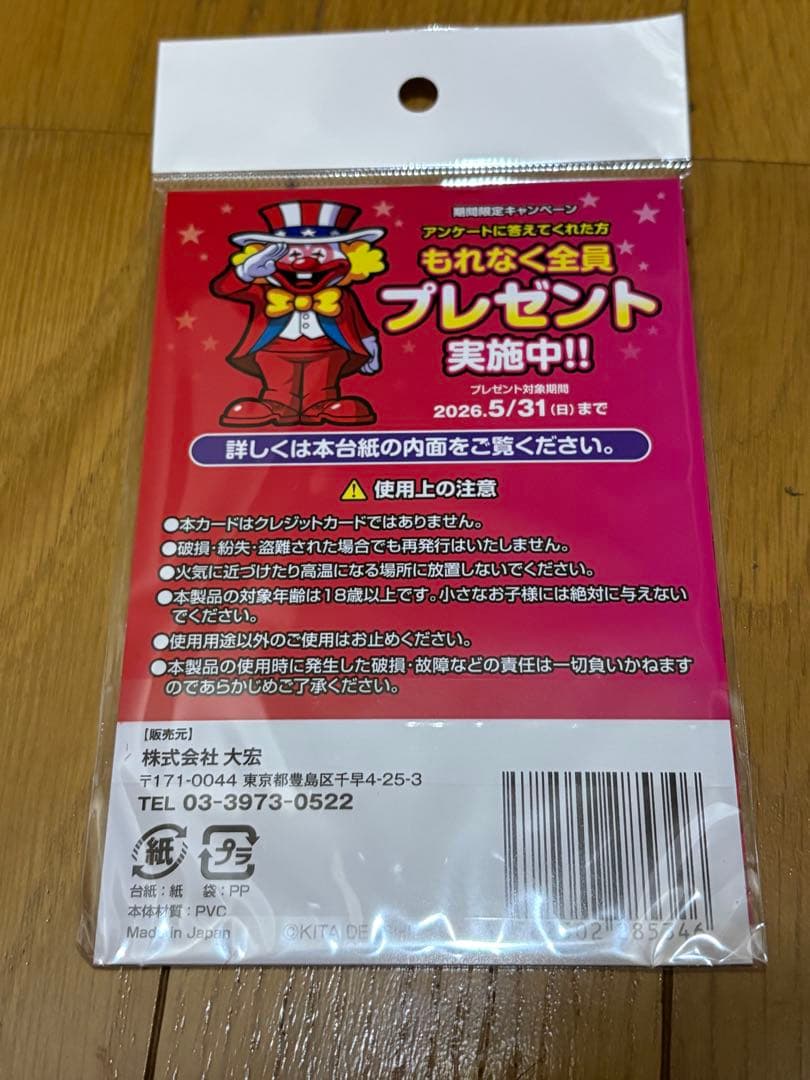 期間限定キャンペーン
アンケートに答えてくれた方
もれなく全員
プレゼント
実施中!!
プレゼント対象期間
2026.5/31(日)まで
詳しくは本台紙の内面をご覧ください。
使用上の注意
●本カードはクレジットカードではありません。
●破損・紛失・盗難された場合でも再発行はいたしません。
●火気に近づけたり高温になる場所に放置しないでください。
●本製品の対象年齢は18歳以上です。小さなお子様には絶対に与えない
でください。
●使用用途以外のご使用はお止めください。
●本製品の使用時に発生した破損・故障などの責任は一切負いかねます
のであらかじめご了承ください。
【販売元】
株式会社 大宏
〒171-0044 東京都豊島区千早4-25-3
TEL 03-3973-0522
紙 プラ
台紙:紙 袋:PP
本体材質:PVC
Made in Japan
©KITA DE